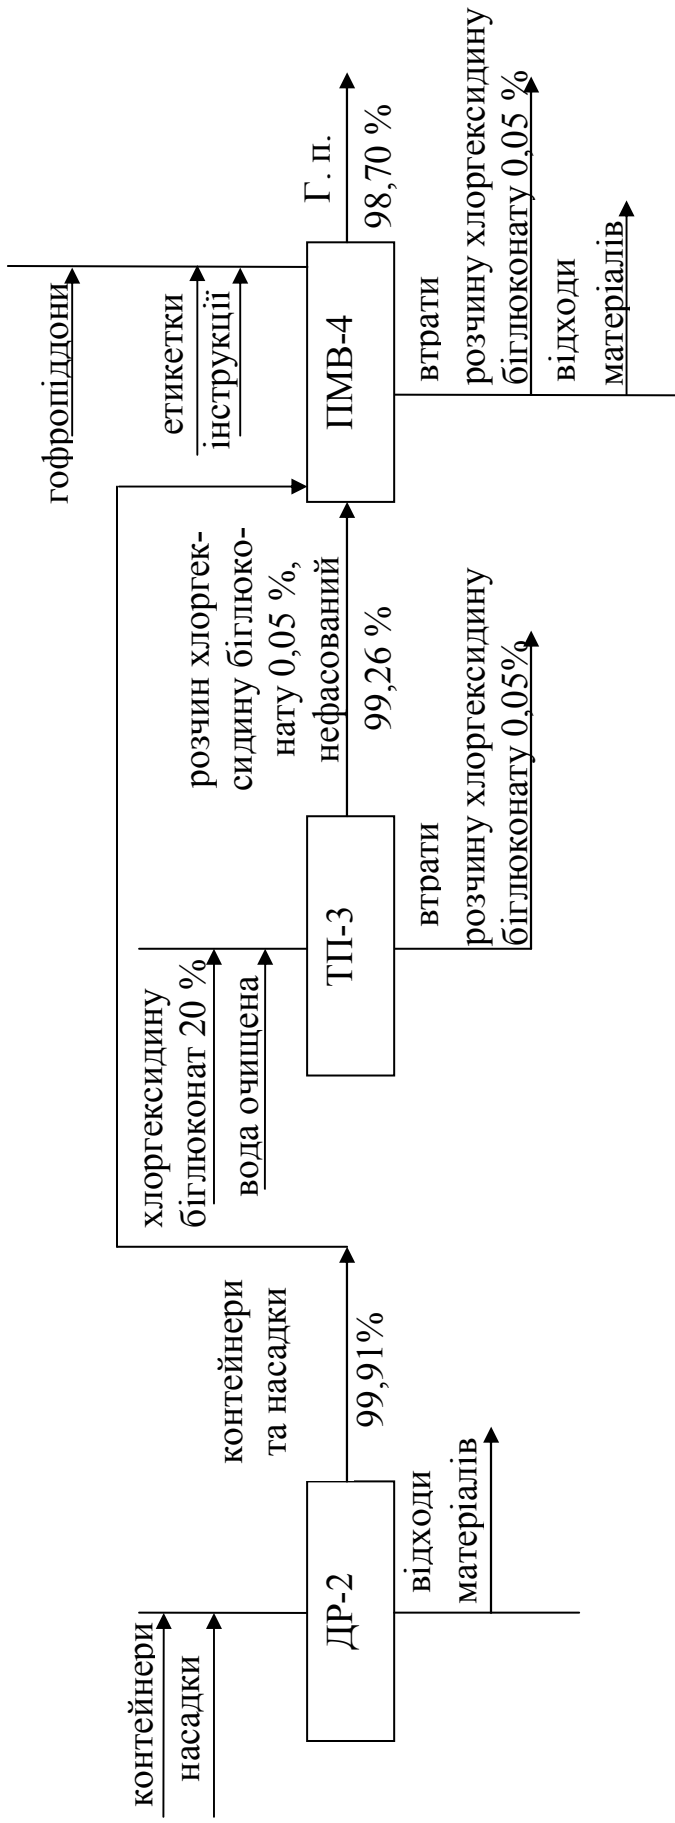 контейнери
насадки
ДР-2
відходи
матеріалів
контейнери
та насадки
99,91%
хлоргексидину
біглюконат 20 %
вода очищена
ТП-3
втрати
розчину хлоргексидину
біглюконату 0,05%
розчин хлоргек-
сидину біглюко-
нату 0,05 %,
нефасований
99,26 %
гофропіддони
етикетки
інструкції
ПМВ-4
втрати
розчину хлоргексидину
біглюконату 0,05 %
відходи
матеріалів
Г. п.
98,70 %